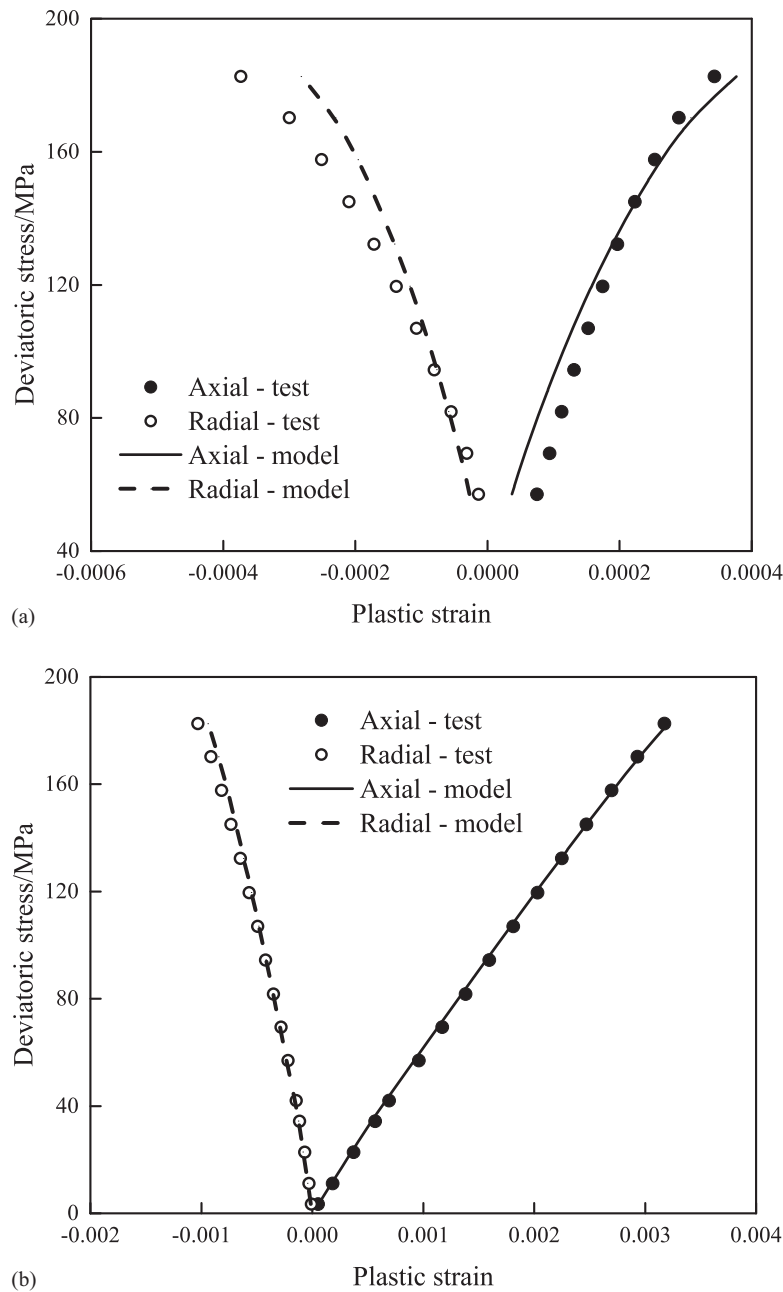 200
160
120
80
40
Deviatoric stress/MPa
Axial - test
Radial - test
Axial - model
Radial - model
-0.0006 -0.0004 -0.0002 0.0000 0.0002 0.0004
Plastic strain
(a)
200
160
120
80
40
0
Deviatoric stress/MPa
Axial - test
Radial - test
Axial - model
Radial - model
-0.002 -0.001 0.000 0.001 0.002 0.003 0.004
Plastic strain
(b)